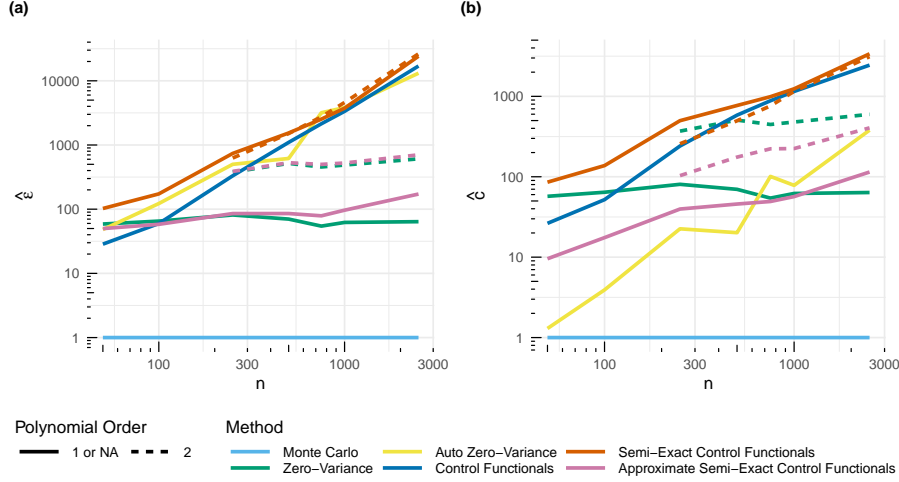 (a)
(b)
10000
1000
100
10
1
ε̂
100
300
1000
3000
n
1000
100
10
1
ĉ
100
300
1000
3000
n
Polynomial Order
1 or NA
2
Method
Monte Carlo
Auto Zero−Variance
Semi−Exact Control Functionals
Zero−Variance
Control Functionals
Approximate Semi−Exact Control Functionals